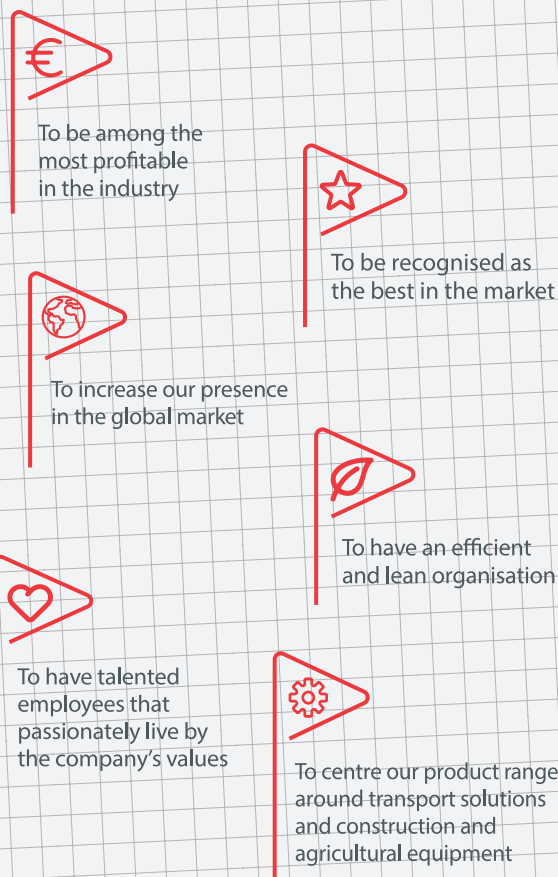 €
To be among the
most profitable
in the industry
To be recognised as
the best in the market
To increase our presence
in the global market
To have an efficient
and lean organisation
To have talented
employees that
passionately live by
the company's values
To centre our product range
around transport solutions
and construction and
agricultural equipment